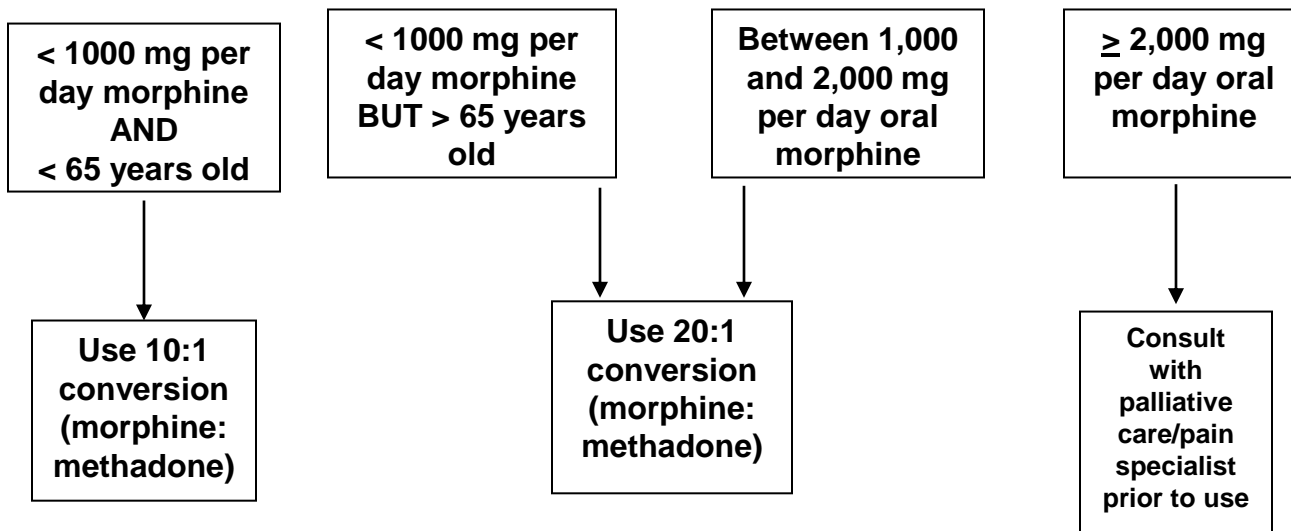 < 1000 mg per
day morphine
AND
< 65 years old
< 1000 mg per
day morphine
BUT > 65 years
old
Between 1,000
and 2,000 mg
per day oral
morphine
≥ 2,000 mg
per day oral
morphine
Use 10:1
conversion
(morphine:
methadone)
Use 20:1
conversion
(morphine:
methadone)
Consult
with
palliative
care/pain
specialist
prior to use